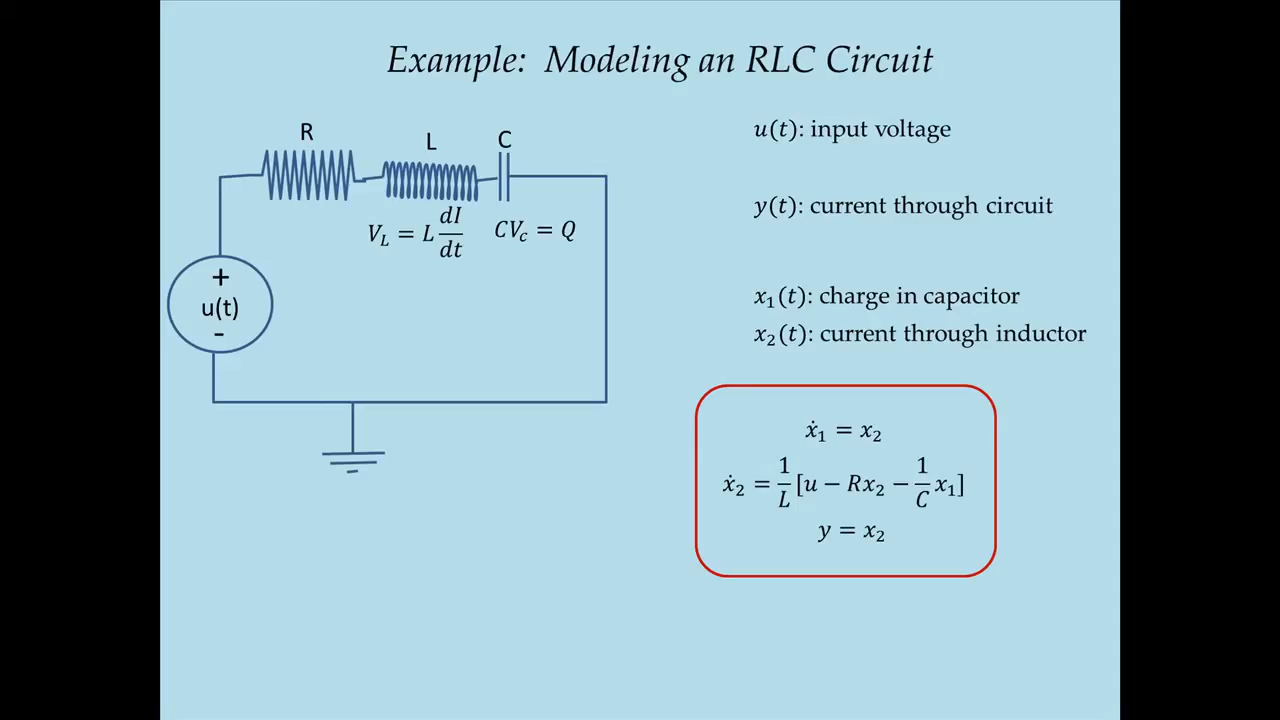 Example: Modeling an RLC Circuit
R
L
C
V_L = L dI/dt
CV_c = Q
+
u(t)
-
u(t): input voltage
y(t): current through circuit
x₁(t): charge in capacitor
x₂(t): current through inductor
ẋ₁ = x₂
ẋ₂ = 1/L [u − Rx₂ − 1/C x₁]
y = x₂